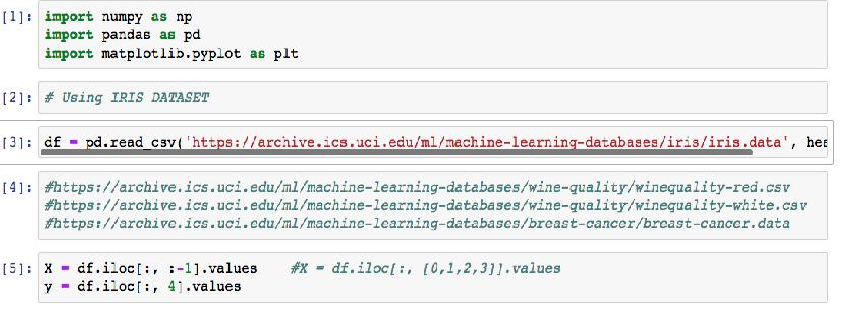 [1]: import numpy as np
import pandas as pd
import matplotlib.pyplot as plt
[2]: # Using IRIS DATASET
[3]: df = pd.read_csv('https://archive.ics.uci.edu/ml/machine-learning-databases/iris/iris.data', hea
[4]: #https://archive.ics.uci.edu/ml/machine-learning-databases/wine-quality/winequality-red.csv
#https://archive.ics.uci.edu/ml/machine-learning-databases/wine-quality/winequality-white.csv
#https://archive.ics.uci.edu/ml/machine-learning-databases/breast-cancer/breast-cancer.data
[5]: X = df.iloc[:, :-1].values #X = df.iloc[:, [0,1,2,3]].values
y = df.iloc[:, 4].values